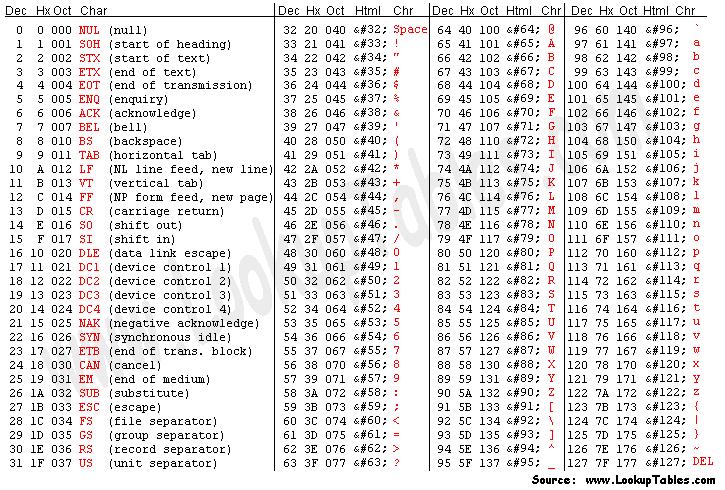 Dec Hx Oct Char Dec Hx Oct Html Chr Dec Hx Oct Html Chr Dec Hx Oct Html Chr
0 0 000 NUL (null) 32 20 040 &#32; Space 64 40 100 &#64; @ 96 60 140 &#96; `
1 1 001 SOH (start of heading) 33 21 041 &#33; ! 65 41 101 &#65; A 97 61 141 &#97; a
2 2 002 STX (start of text) 34 22 042 &#34; " 66 42 102 &#66; B 98 62 142 &#98; b
3 3 003 ETX (end of text) 35 23 043 &#35; # 67 43 103 &#67; C 99 63 143 &#99; c
4 4 004 EOT (end of transmission) 36 24 044 &#36; $ 68 44 104 &#68; D 100 64 144 &#100; d
5 5 005 ENQ (enquiry) 37 25 045 &#37; % 69 45 105 &#69; E 101 65 145 &#101; e
6 6 006 ACK (acknowledge) 38 26 046 &#38; & 70 46 106 &#70; F 102 66 146 &#102; f
7 7 007 BEL (bell) 39 27 047 &#39; ' 71 47 107 &#71; G 103 67 147 &#103; g
8 8 010 BS (backspace) 40 28 050 &#40; ( 72 48 110 &#72; H 104 68 150 &#104; h
9 9 011 TAB (horizontal tab) 41 29 051 &#41; ) 73 49 111 &#73; I 105 69 151 &#105; i
10 A 012 LF (NL line feed, new line) 42 2A 052 &#42; * 74 4A 112 &#74; J 106 6A 152 &#106; j
11 B 013 VT (vertical tab) 43 2B 053 &#43; + 75 4B 113 &#75; K 107 6B 153 &#107; k
12 C 014 FF (NP form feed, new page) 44 2C 054 &#44; , 76 4C 114 &#76; L 108 6C 154 &#108; l
13 D 015 CR (carriage return) 45 2D 055 &#45; - 77 4D 115 &#77; M 109 6D 155 &#109; m
14 E 016 SO (shift out) 46 2E 056 &#46; . 78 4E 116 &#78; N 110 6E 156 &#110; n
15 F 017 SI (shift in) 47 2F 057 &#47; / 79 4F 117 &#79; O 111 6F 157 &#111; o
16 10 020 DLE (data link escape) 48 30 060 &#48; 0 80 50 120 &#80; P 112 70 160 &#112; p
17 11 021 DC1 (device control 1) 49 31 061 &#49; 1 81 51 121 &#81; Q 113 71 161 &#113; q
18 12 022 DC2 (device control 2) 50 32 062 &#50; 2 82 52 122 &#82; R 114 72 162 &#114; r
19 13 023 DC3 (device control 3) 51 33 063 &#51; 3 83 53 123 &#83; S 115 73 163 &#115; s
20 14 024 DC4 (device control 4) 52 34 064 &#52; 4 84 54 124 &#84; T 116 74 164 &#116; t
21 15 025 NAK (negative acknowledge) 53 35 065 &#53; 5 85 55 125 &#85; U 117 75 165 &#117; u
22 16 026 SYN (synchronous idle) 54 36 066 &#54; 6 86 56 126 &#86; V 118 76 166 &#118; v
23 17 027 ETB (end of trans. block) 55 37 067 &#55; 7 87 57 127 &#87; W 119 77 167 &#119; w
24 18 030 CAN (cancel) 56 38 070 &#56; 8 88 58 130 &#88; X 120 78 170 &#120; x
25 19 031 EM (end of medium) 57 39 071 &#57; 9 89 59 131 &#89; Y 121 79 171 &#121; y
26 1A 032 SUB (substitute) 58 3A 072 &#58; : 90 5A 132 &#90; Z 122 7A 172 &#122; z
27 1B 033 ESC (escape) 59 3B 073 &#59; ; 91 5B 133 &#91; [ 123 7B 173 &#123; {
28 1C 034 FS (file separator) 60 3C 074 &#60; < 92 5C 134 &#92; \ 124 7C 174 &#124; |
29 1D 035 GS (group separator) 61 3D 075 &#61; = 93 5D 135 &#93; ] 125 7D 175 &#125; }
30 1E 036 RS (record separator) 62 3E 076 &#62; > 94 5E 136 &#94; ^ 126 7E 176 &#126; ~
31 1F 037 US (unit separator) 63 3F 077 &#63; ? 95 5F 137 &#95; _ 127 7F 177 &#127; DEL
Source: www.LookupTables.com